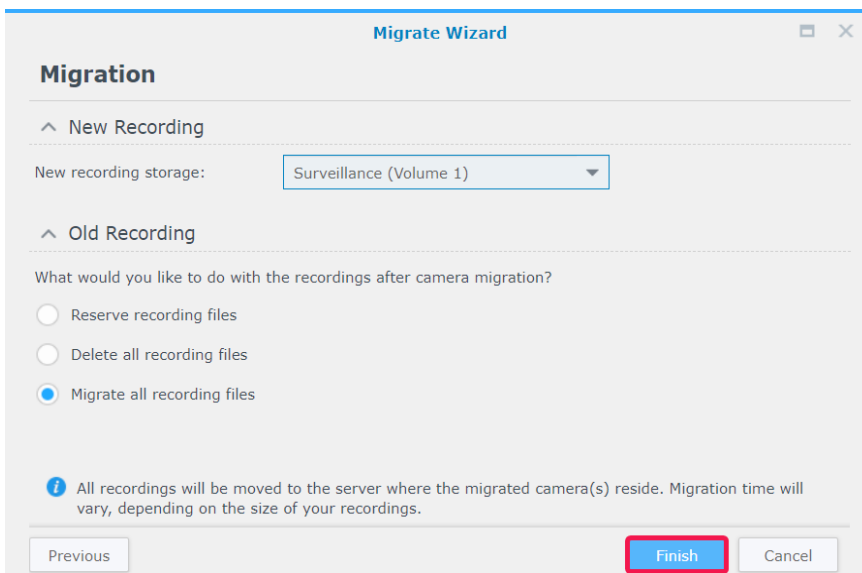 Migrate Wizard
Migration
New Recording
New recording storage:
Surveillance (Volume 1)
Old Recording
What would you like to do with the recordings after camera migration?
Reserve recording files
Delete all recording files
Migrate all recording files
All recordings will be moved to the server where the migrated camera(s) reside. Migration time will
vary, depending on the size of your recordings.
Previous
Finish
Cancel